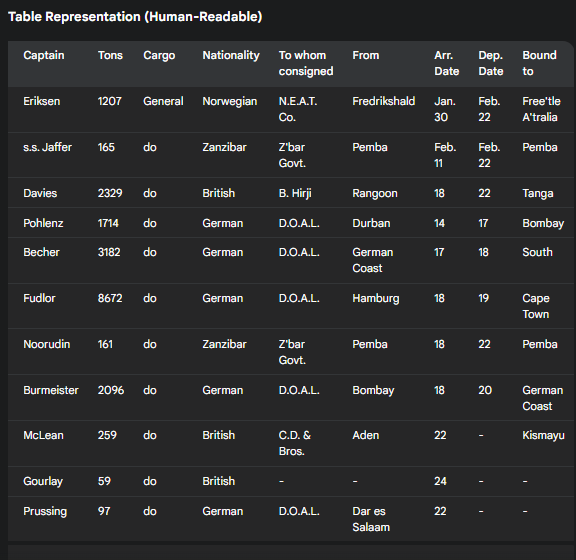 Table Representation (Human-Readable)
Captain Tons Cargo Nationality To whom consigned From Arr. Date Dep. Date Bound to
Eriksen 1207 General Norwegian N.E.A.T. Co. Fredrikshald Jan. 30 Feb. 22 Free'tle A'tralia
s.s. Jaffer 165 do Zanzibar Z'bar Govt. Pemba Feb. 11 Feb. 22 Pemba
Davies 2329 do British B. Hirji Rangoon 18 22 Tanga
Pohlenz 1714 do German D.O.A.L. Durban 14 17 Bombay
Becher 3182 do German D.O.A.L. German Coast 17 18 South
Fudlor 8672 do German D.O.A.L. Hamburg 18 19 Cape Town
Noorudin 161 do Zanzibar Z'bar Govt. Pemba 18 22 Pemba
Burmeister 2096 do German D.O.A.L. Bombay 18 20 German Coast
McLean 259 do British C.D. & Bros. Aden 22 - Kismayu
Gourlay 59 do British - - 24 - -
Prussing 97 do German D.O.A.L. Dar es Salaam 22 - -